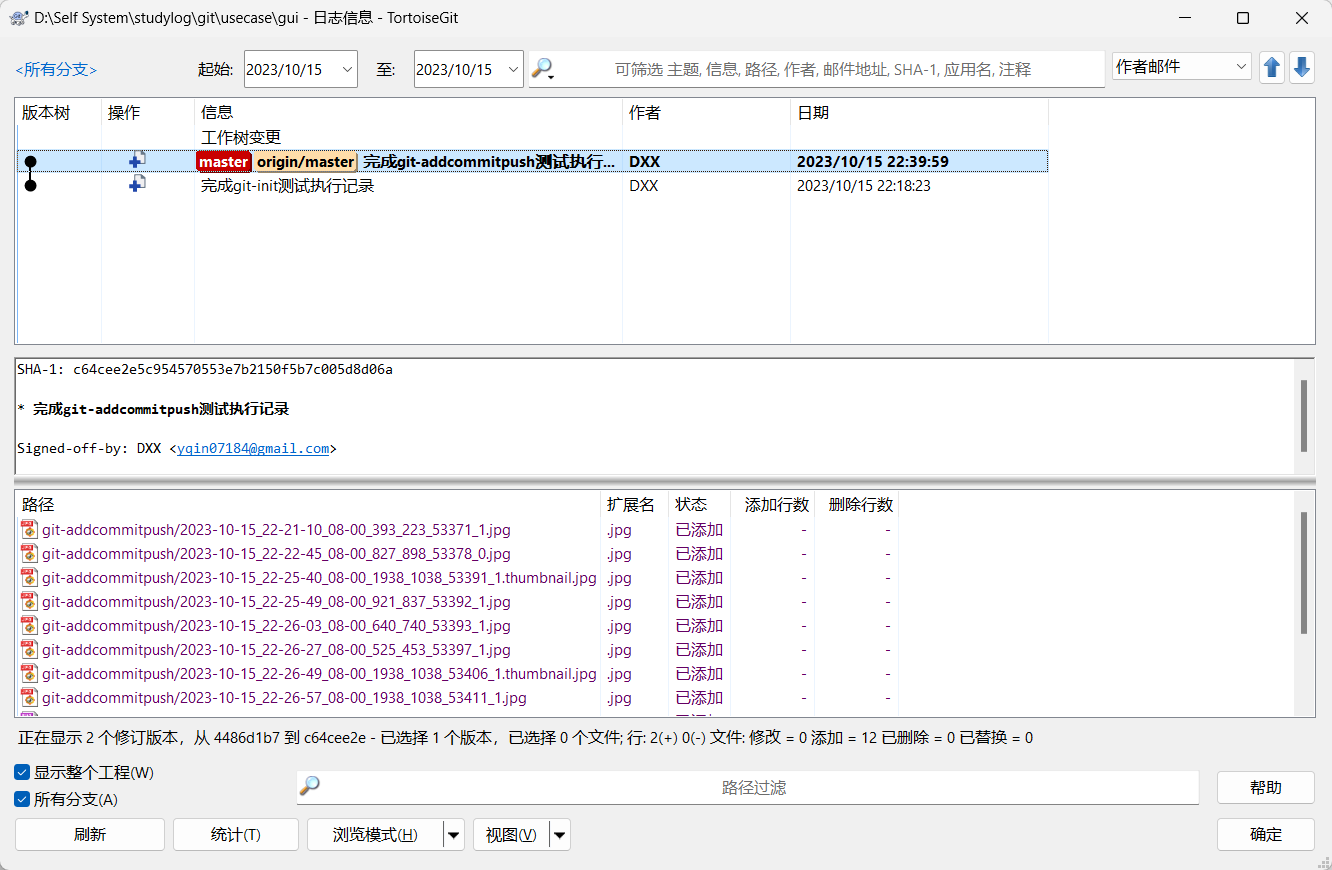 D:\Self System\studylog\git\usecase\gui - 日志信息 - TortoiseGit
<所有分支> 起始: 2023/10/15 至: 2023/10/15 可筛选 主题, 信息, 路径, 作者, 邮件地址, SHA-1, 应用名, 注释 作者邮件
版本树 操作 信息 作者 日期
工作树变更
master origin/master 完成git-addcommitpush测试执行... DXX 2023/10/15 22:39:59
完成git-init测试执行记录 DXX 2023/10/15 22:18:23
SHA-1: c64cee2e5c954570553e7b2150f5b7c005d8d06a
* 完成git-addcommitpush测试执行记录
Signed-off-by: DXX <yqin07184@gmail.com>
路径 扩展名 状态 添加行数 删除行数
git-addcommitpush/2023-10-15_22-21-10_08-00_393_223_53371_1.jpg .jpg 已添加 - -
git-addcommitpush/2023-10-15_22-22-45_08-00_827_898_53378_0.jpg .jpg 已添加 - -
git-addcommitpush/2023-10-15_22-25-40_08-00_1938_1038_53391_1.thumbnail.jpg .jpg 已添加 - -
git-addcommitpush/2023-10-15_22-25-49_08-00_921_837_53392_1.jpg .jpg 已添加 - -
git-addcommitpush/2023-10-15_22-26-03_08-00_640_740_53393_1.jpg .jpg 已添加 - -
git-addcommitpush/2023-10-15_22-26-27_08-00_525_453_53397_1.jpg .jpg 已添加 - -
git-addcommitpush/2023-10-15_22-26-49_08-00_1938_1038_53406_1.thumbnail.jpg .jpg 已添加 - -
git-addcommitpush/2023-10-15_22-26-57_08-00_1938_1038_53411_1.jpg .jpg 已添加 - -
正在显示 2 个修订版本，从 4486d1b7 到 c64cee2e - 已选择 1 个版本，已选择 0 个文件; 行: 2(+) 0(-) 文件: 修改 = 0 添加 = 12 已删除 = 0 已替换 = 0
显示整个工程(W)
所有分支(A)
路径过滤 帮助
刷新 统计(T) 浏览模式(H) 视图(V) 确定